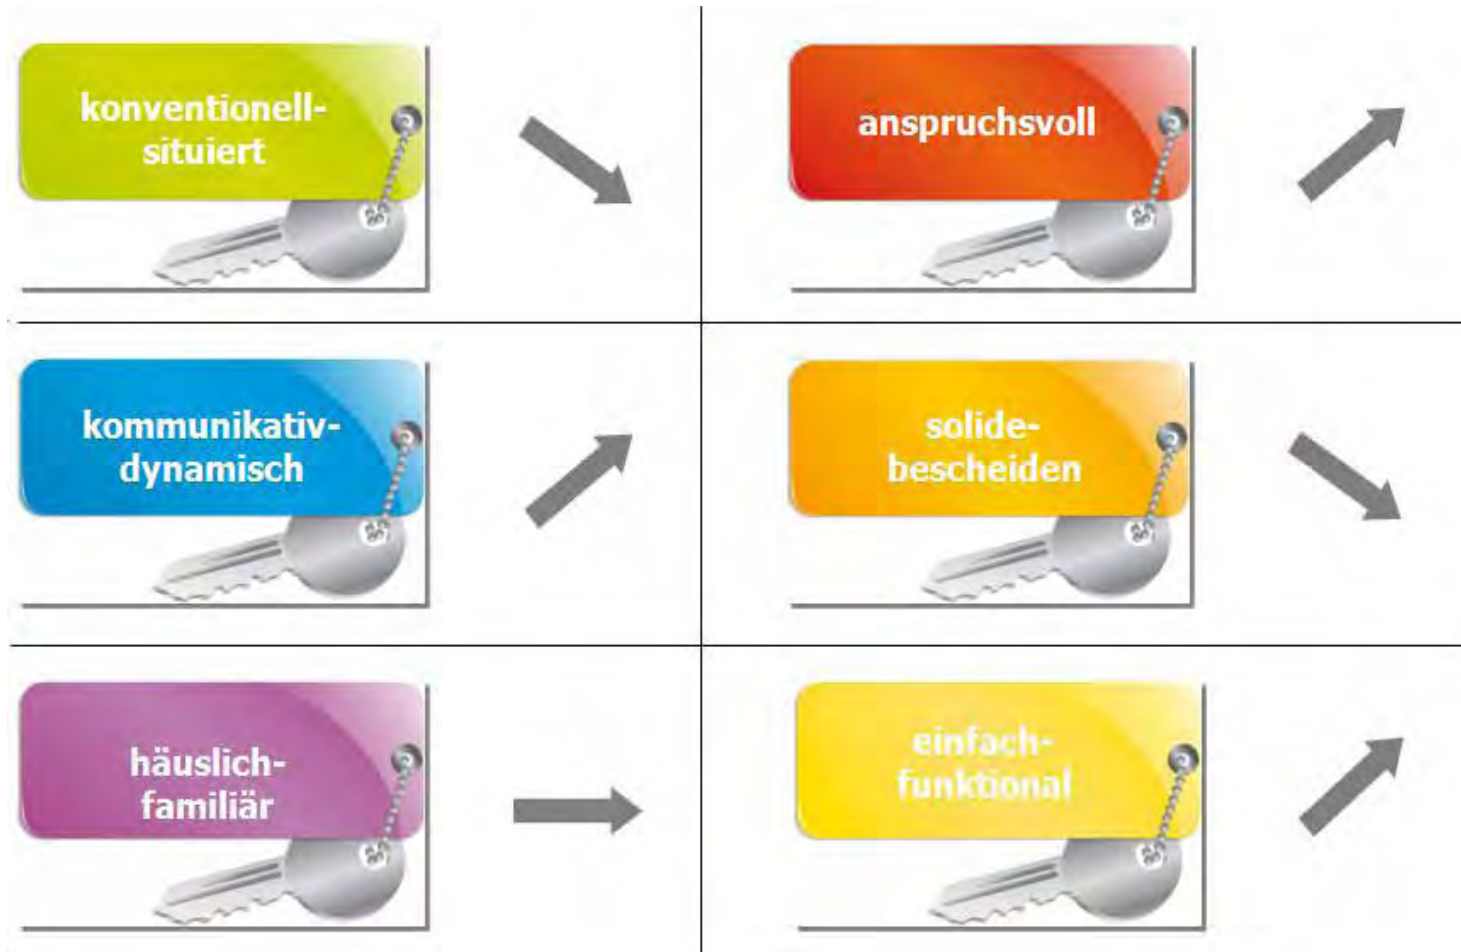 konventionell-
situiert
anspruchsvoll
kommunikativ-
dynamisch
solide-
bescheiden
häuslich-
familiär
einfach-
funktional